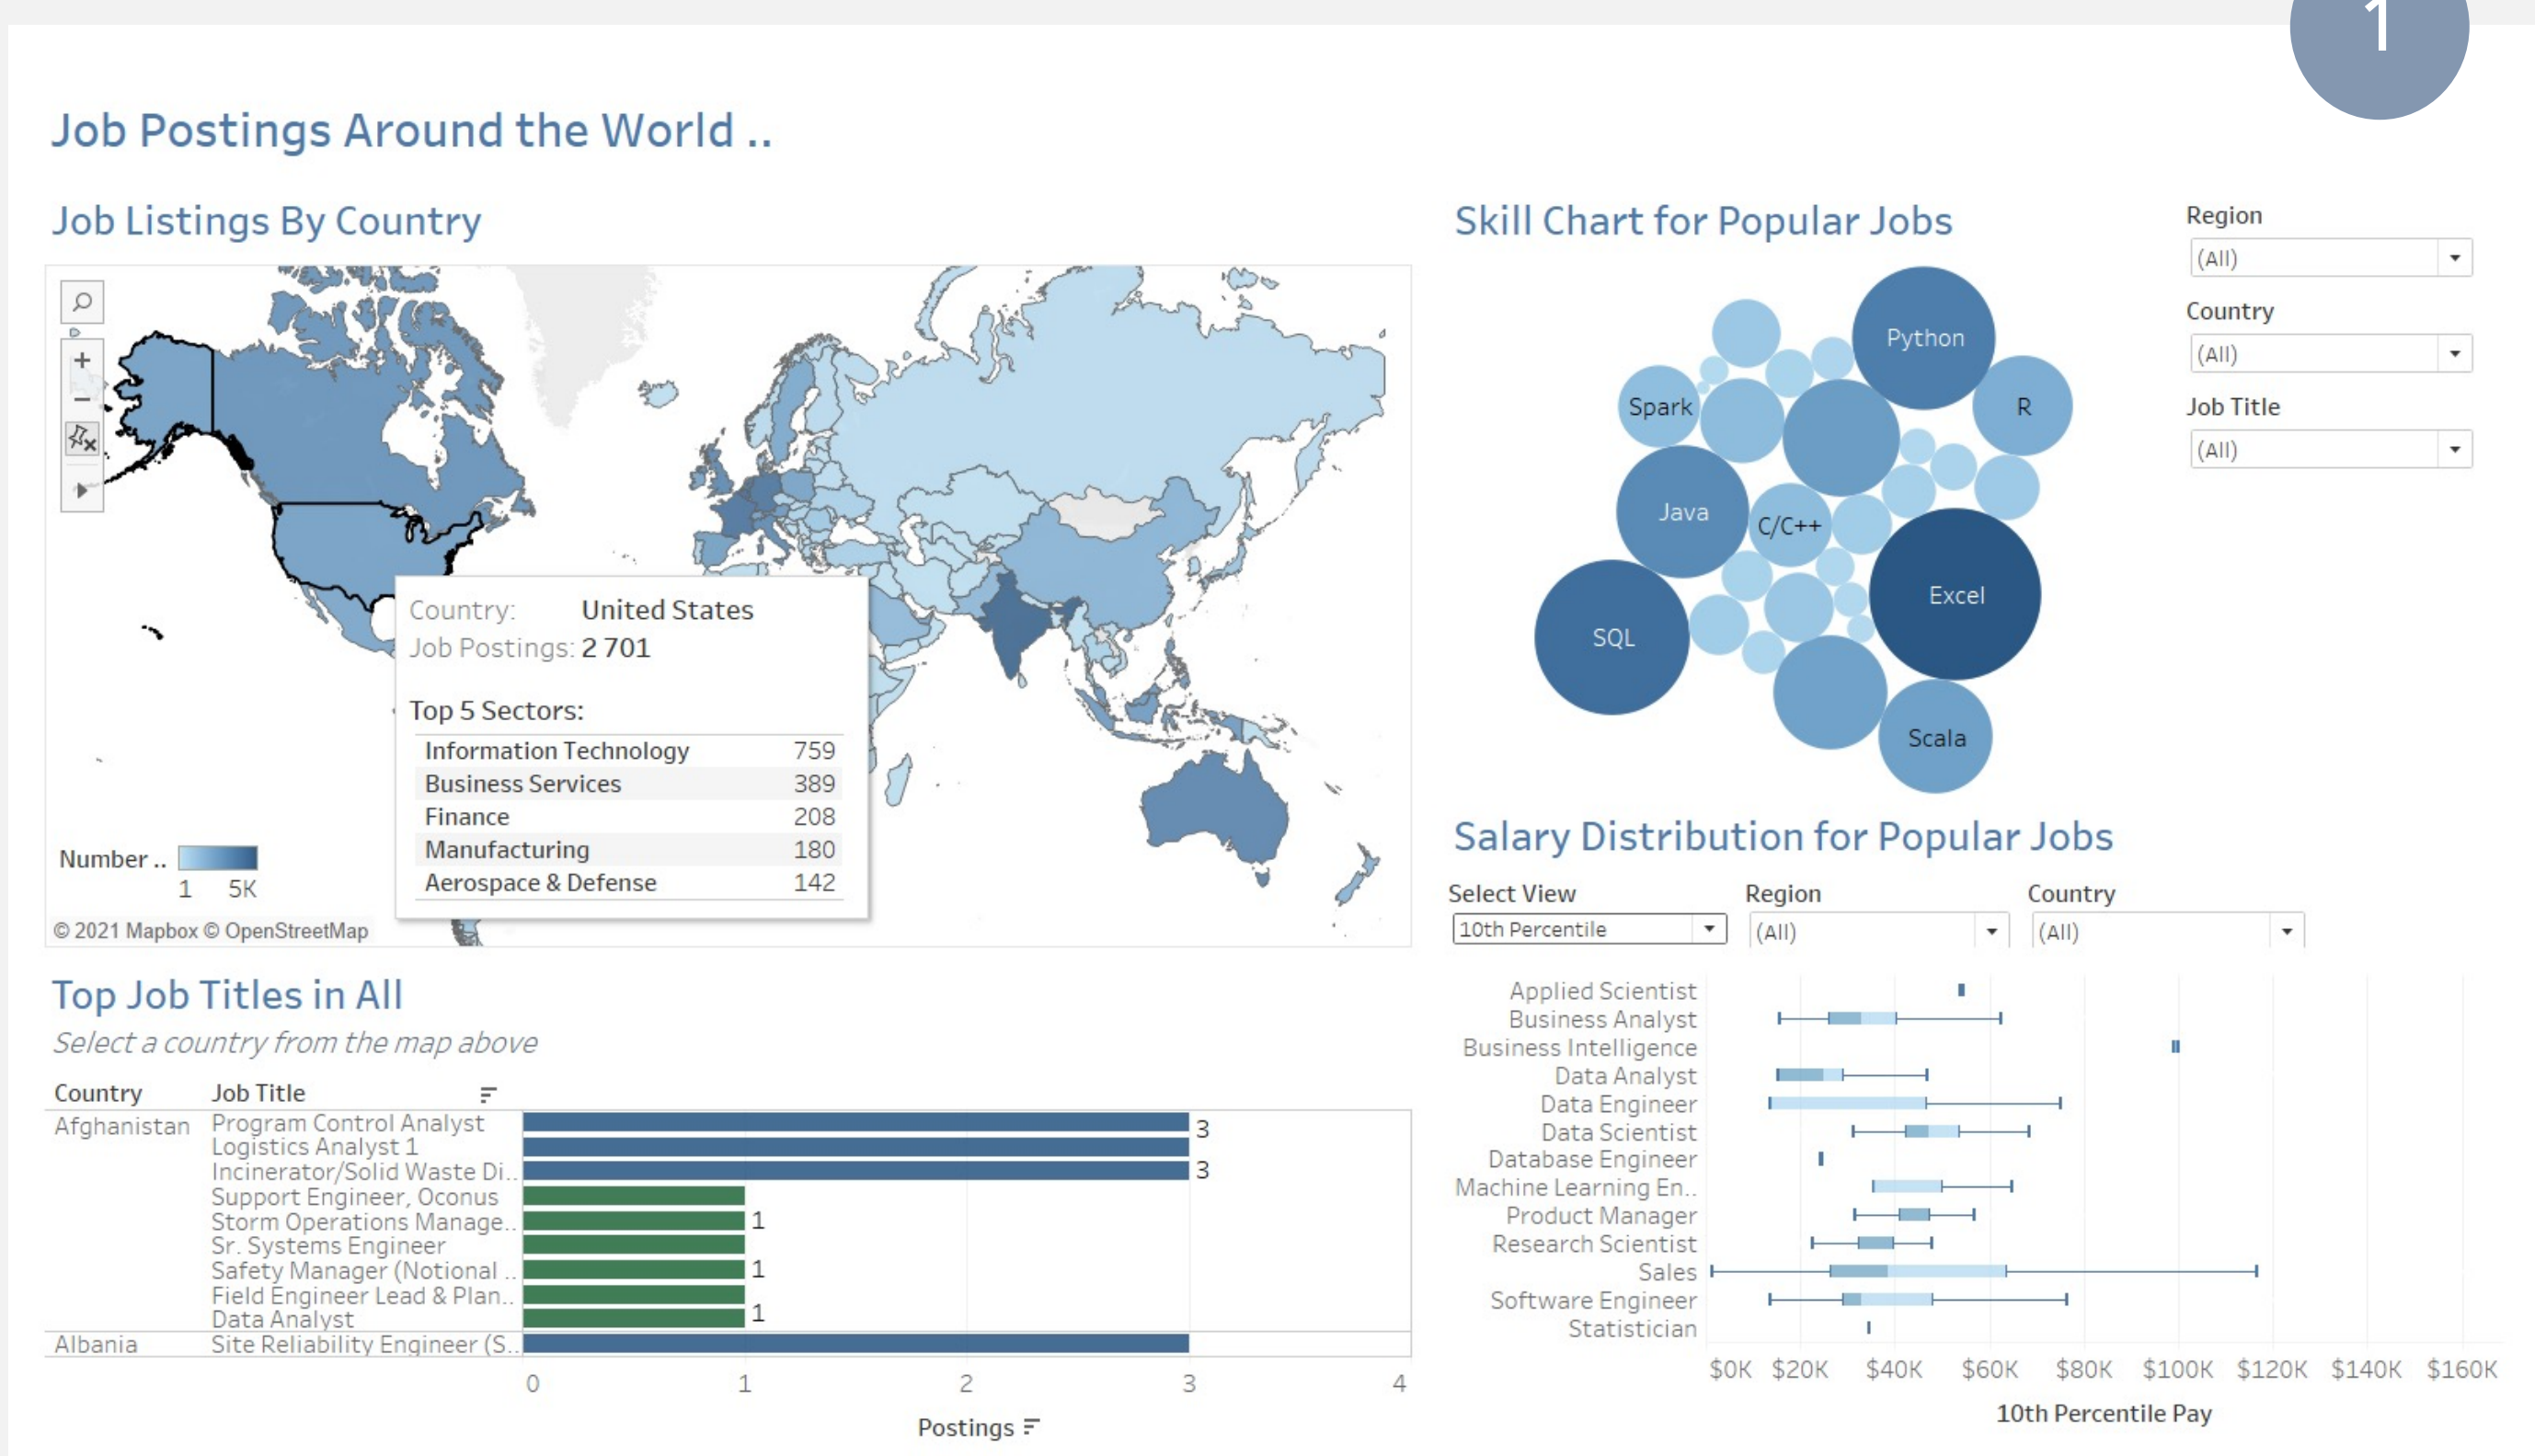 1
Job Postings Around the World ..
Job Listings By Country
Country: United States
Job Postings: 2 701
Top 5 Sectors:
Information Technology 759
Business Services 389
Finance 208
Manufacturing 180
Aerospace & Defense 142
Number ..
1 5K
© 2021 Mapbox © OpenStreetMap
Skill Chart for Popular Jobs
Python
Spark
R
Java
C/C++
Excel
SQL
Scala
Region
(All)
Country
(All)
Job Title
(All)
Top Job Titles in All
Select a country from the map above
Country Job Title
Afghanistan Program Control Analyst 3
Logistics Analyst 1
Incinerator/Solid Waste Di.. 3
Support Engineer, Oconus
Storm Operations Manage.. 1
Sr. Systems Engineer
Safety Manager (Notional .. 1
Field Engineer Lead & Plan..
Data Analyst 1
Albania Site Reliability Engineer (S..
0 1 2 3 4
Postings
Salary Distribution for Popular Jobs
Select View Region Country
10th Percentile (All) (All)
Applied Scientist
Business Analyst
Business Intelligence
Data Analyst
Data Engineer
Data Scientist
Database Engineer
Machine Learning En..
Product Manager
Research Scientist
Sales
Software Engineer
Statistician
$0K $20K $40K $60K $80K $100K $120K $140K $160K
10th Percentile Pay